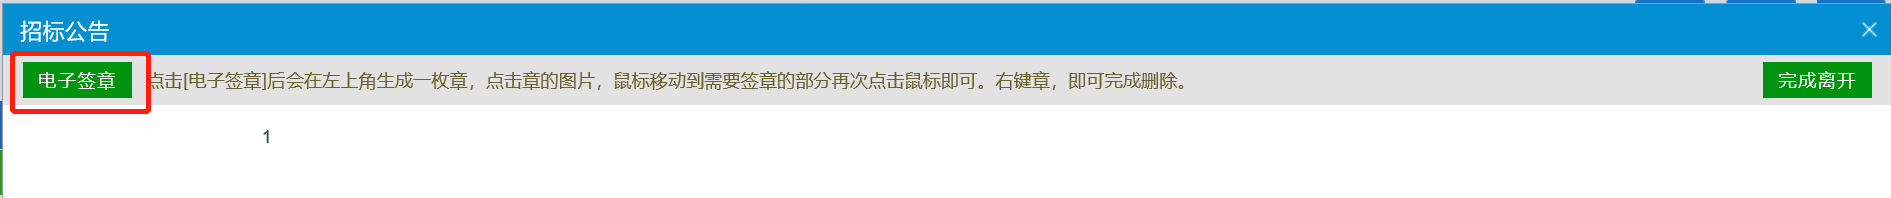 招标公告
电子签章 点击[电子签章]后会在左上角生成一枚章，点击章的图片，鼠标移动到需要签章的部分再次点击鼠标即可。右键章，即可完成删除。 完成离开
1